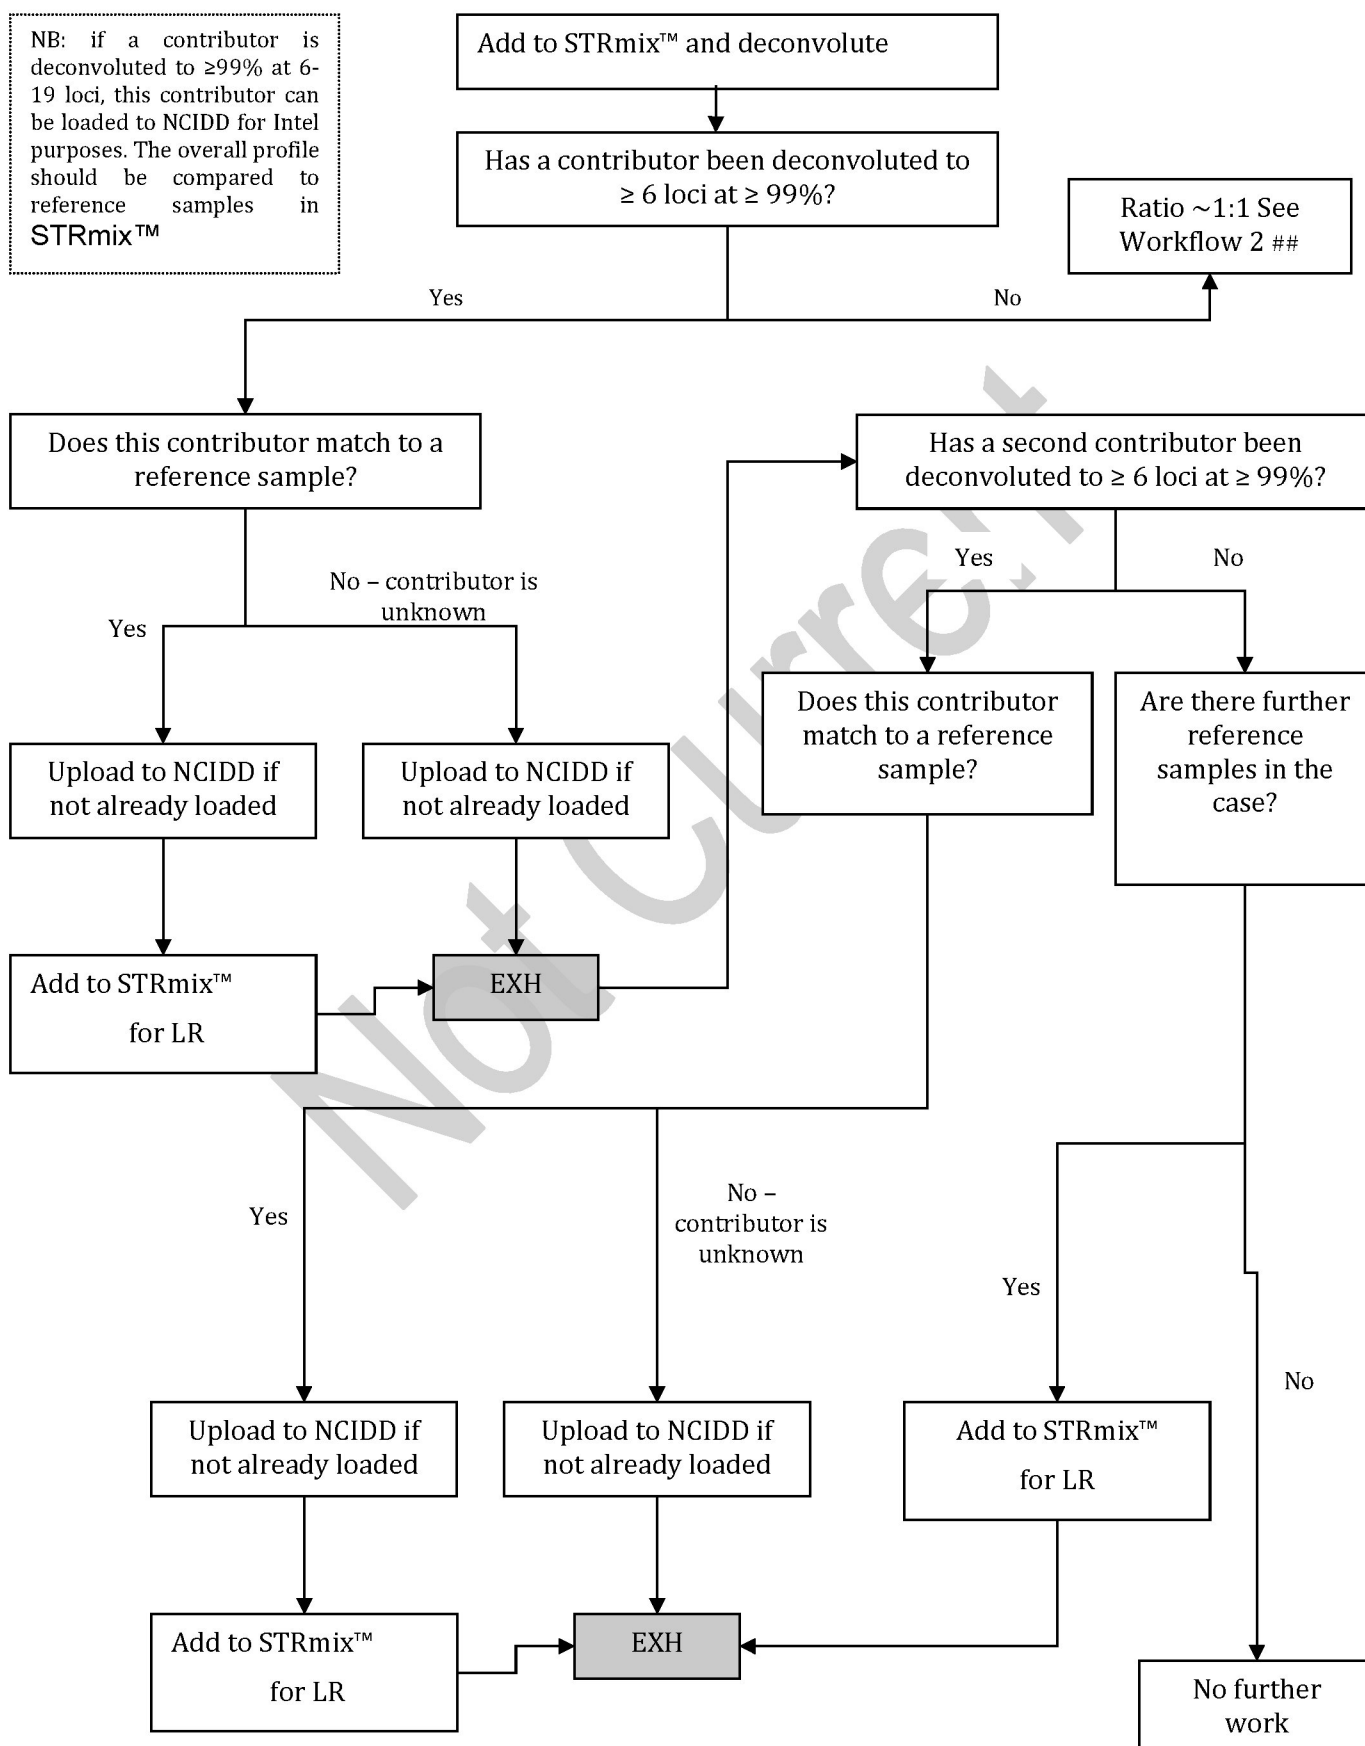 NB: if a contributor is
deconvoluted to ≥99% at 6-
19 loci, this contributor can
be loaded to NCIDD for Intel
purposes. The overall profile
should be compared to
reference samples in
STRmix™
Add to STRmix™ and deconvolute
Has a contributor been deconvoluted to
≥ 6 loci at ≥ 99%?
Ratio ~1:1 See
Workflow 2 ##
Yes
No
Does this contributor match to a
reference sample?
Has a second contributor been
deconvoluted to ≥ 6 loci at ≥ 99%?
Yes
No
No – contributor is
unknown
Yes
Does this contributor
match to a reference
sample?
Are there further
reference
samples in the
case?
Upload to NCIDD if
not already loaded
Upload to NCIDD if
not already loaded
Add to STRmix™
for LR
EXH
Not Current
Yes
No –
contributor is
unknown
Yes
No
Upload to NCIDD if
not already loaded
Upload to NCIDD if
not already loaded
Add to STRmix™
for LR
Add to STRmix™
for LR
EXH
No further
work